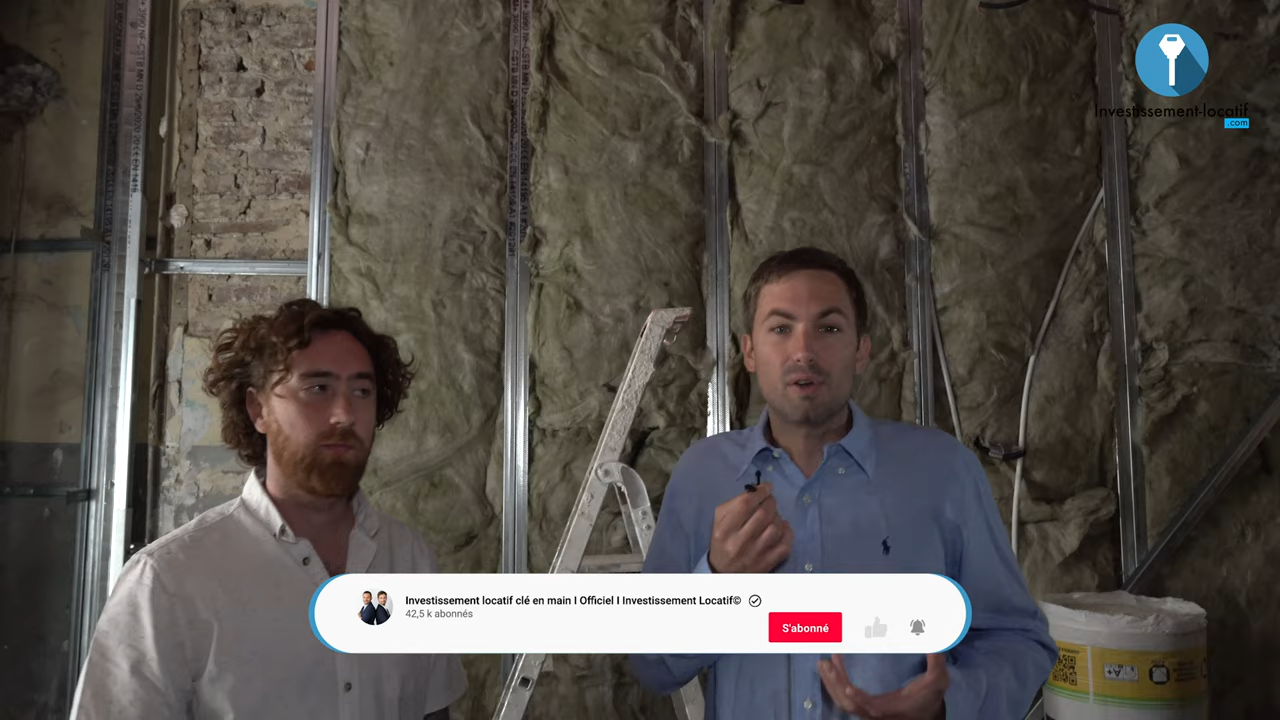 Investissement-locatif
.com
Investissement locatif clé en main I Officiel I Investissement Locatif©
42,5 k abonnés
S'abonné
A+